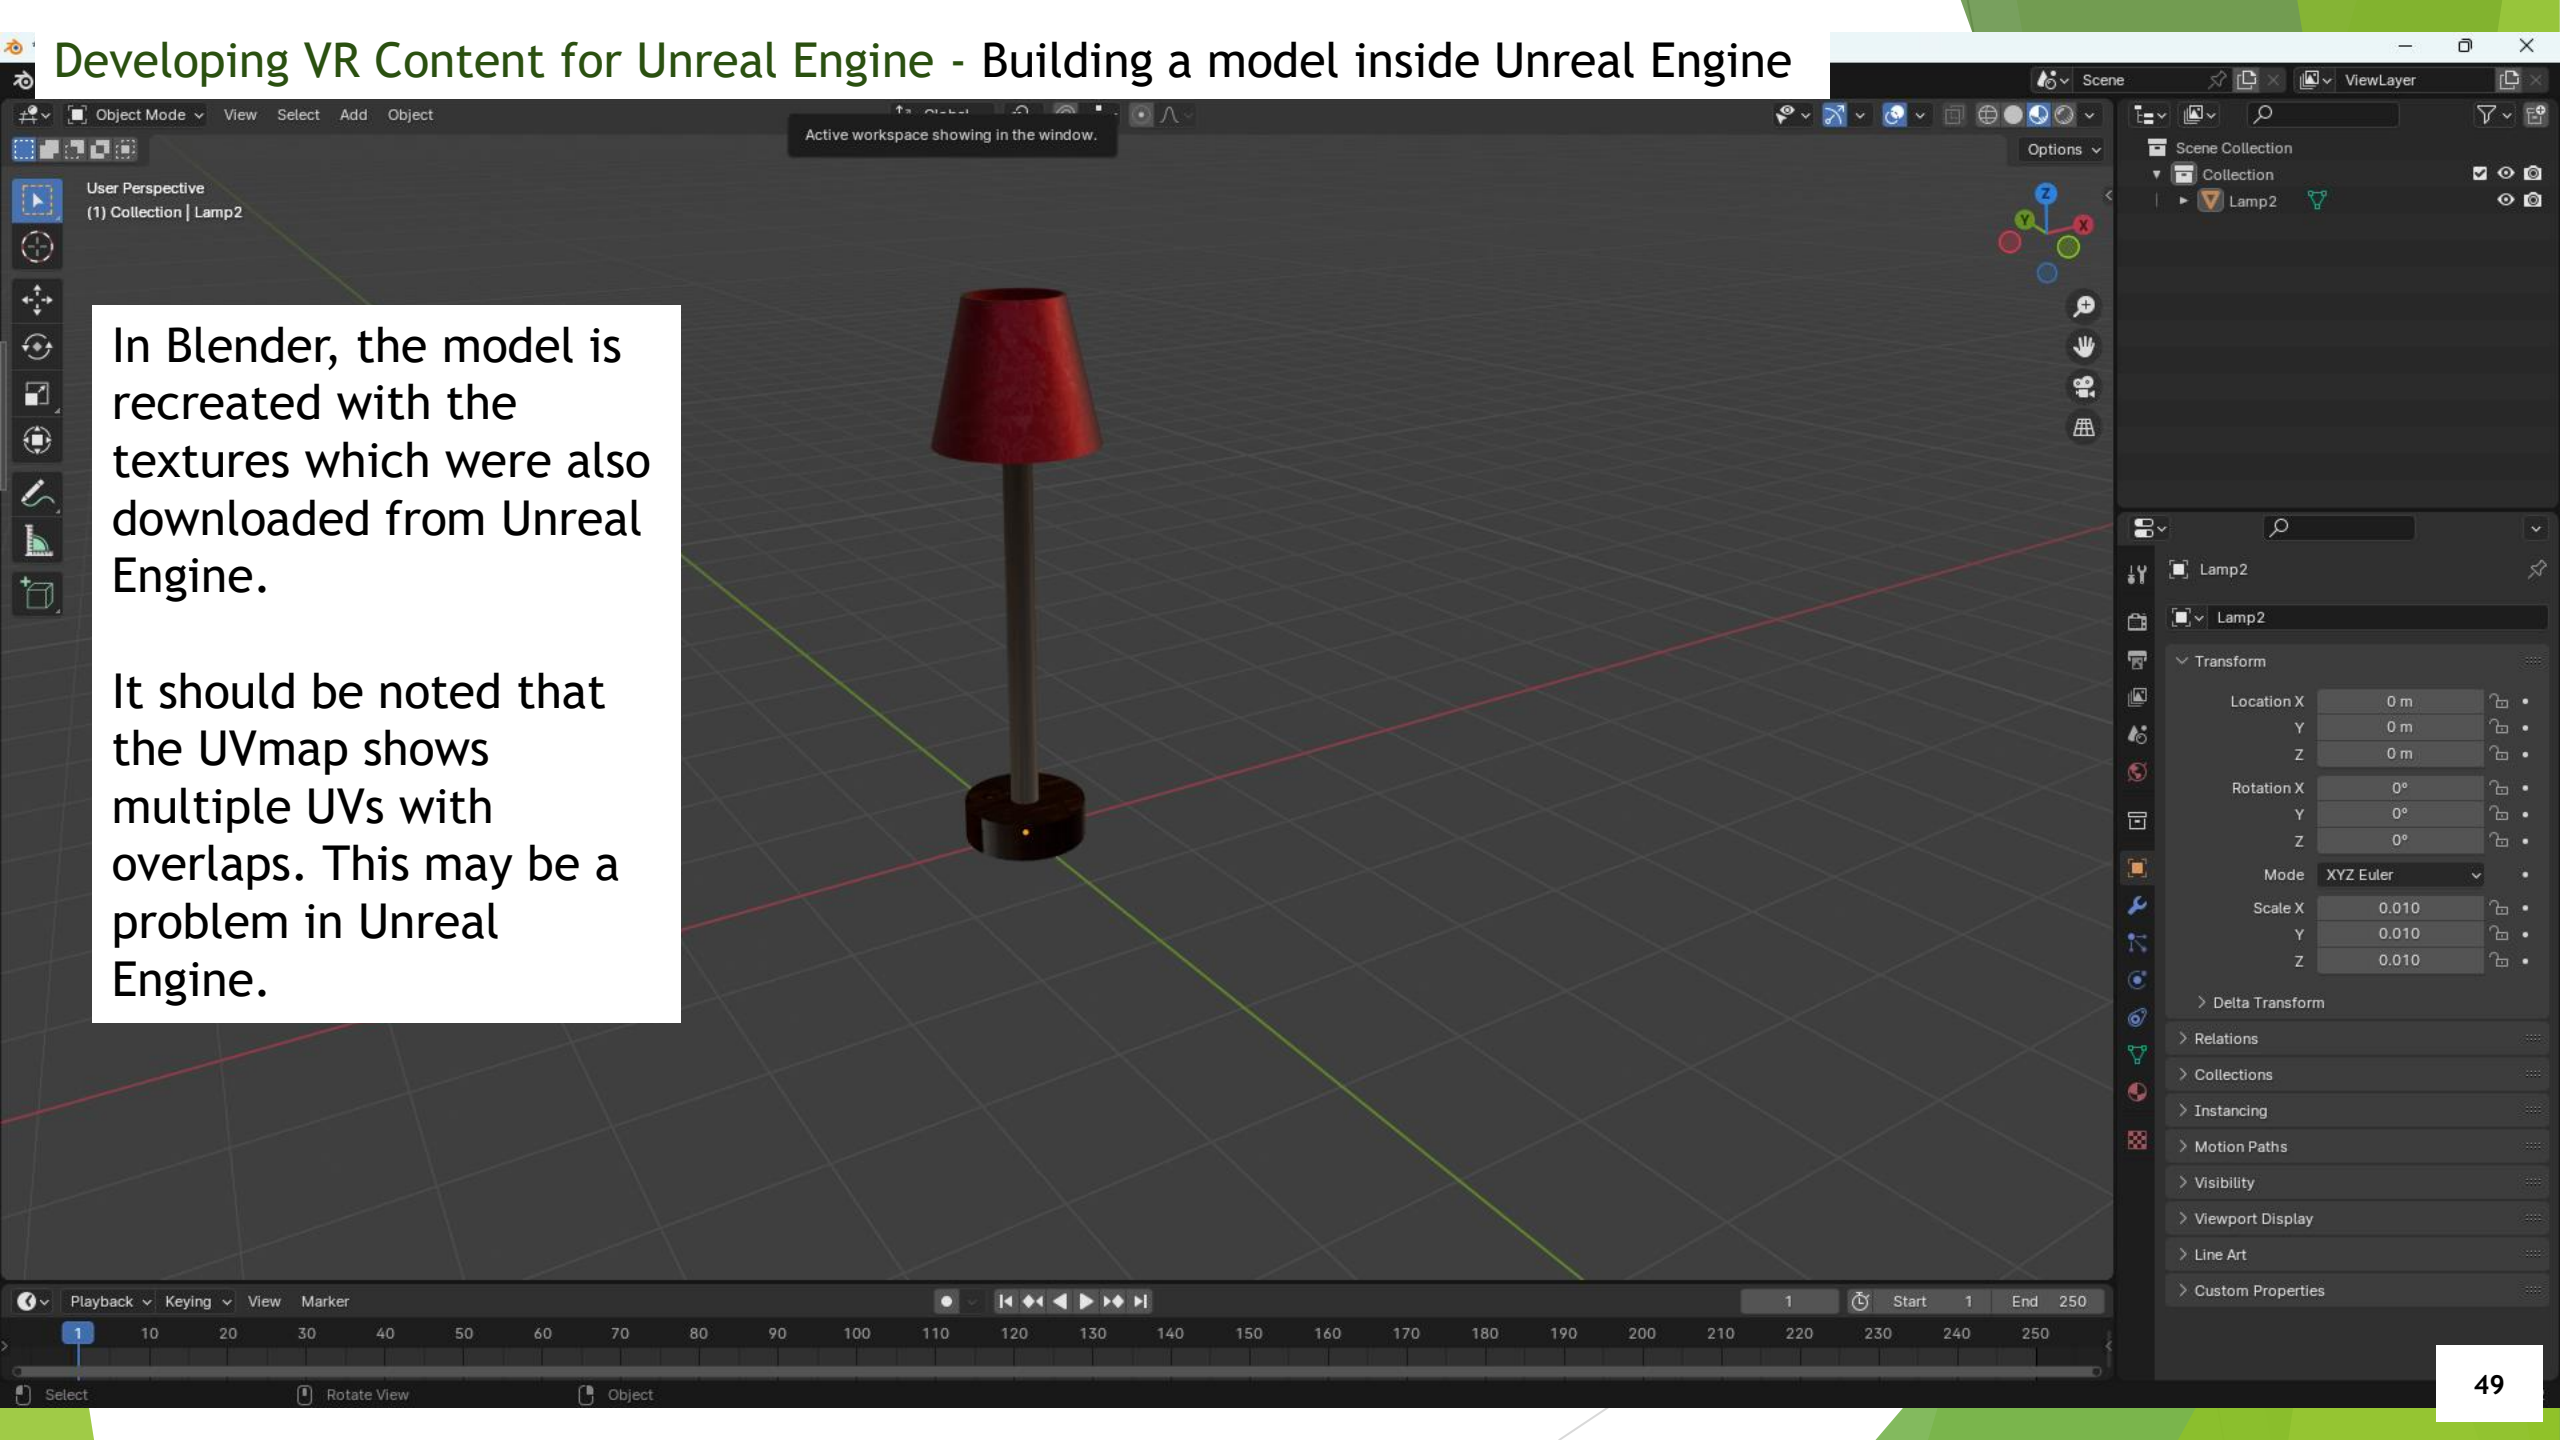 Developing VR Content for Unreal Engine - Building a model inside Unreal Engine
Scene
ViewLayer
Object Mode View Select Add Object
Active workspace showing in the window.
Options
User Perspective
(1) Collection | Lamp2
Z
Y
X
Scene Collection
Collection
Lamp2
In Blender, the model is
recreated with the
textures which were also
downloaded from Unreal
Engine.
It should be noted that
the UVmap shows
multiple UVs with
overlaps. This may be a
problem in Unreal
Engine.
Lamp2
Lamp2
Transform
Location X 0 m
Y 0 m
Z 0 m
Rotation X 0°
Y 0°
Z 0°
Mode XYZ Euler
Scale X 0.010
Y 0.010
Z 0.010
Delta Transform
Relations
Collections
Instancing
Motion Paths
Visibility
Viewport Display
Line Art
Custom Properties
Playback Keying View Marker
1 Start 1 End 250
1 10 20 30 40 50 60 70 80 90 100 110 120 130 140 150 160 170 180 190 200 210 220 230 240 250
Select Rotate View Object
49